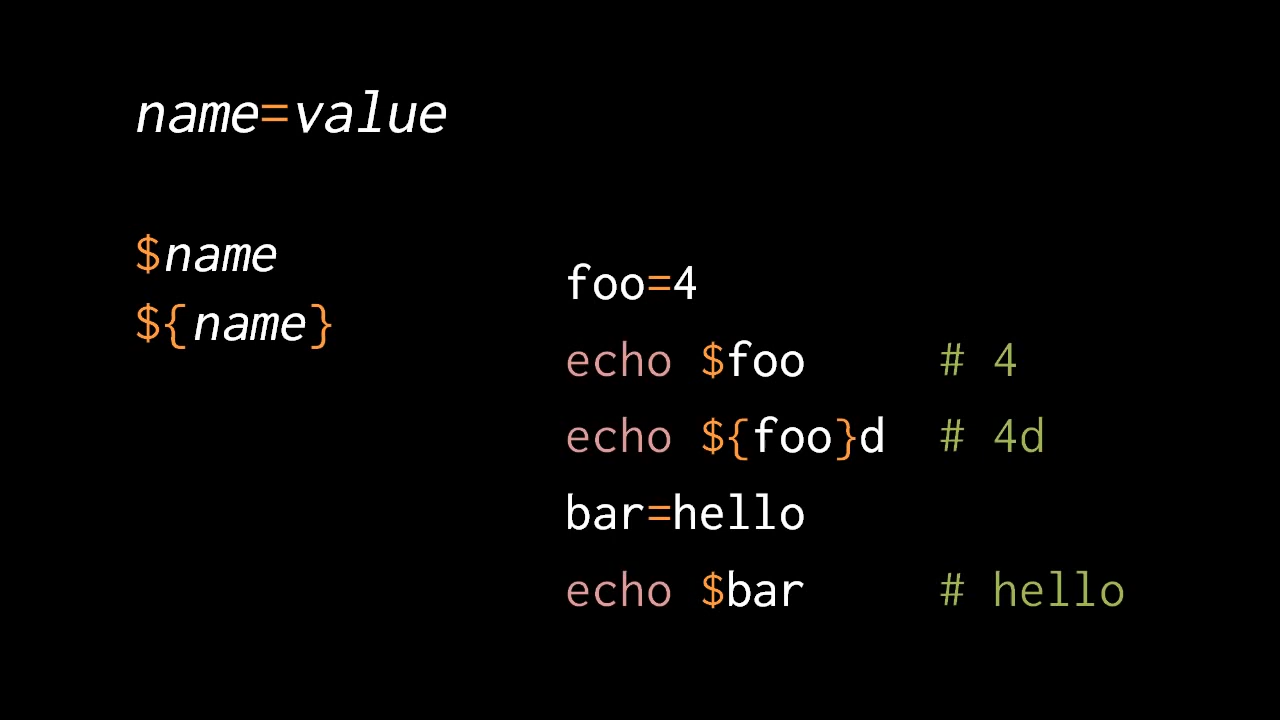 name=value
$name
${name}
foo=4
echo $foo # 4
echo ${foo}d # 4d
bar=hello
echo $bar # hello